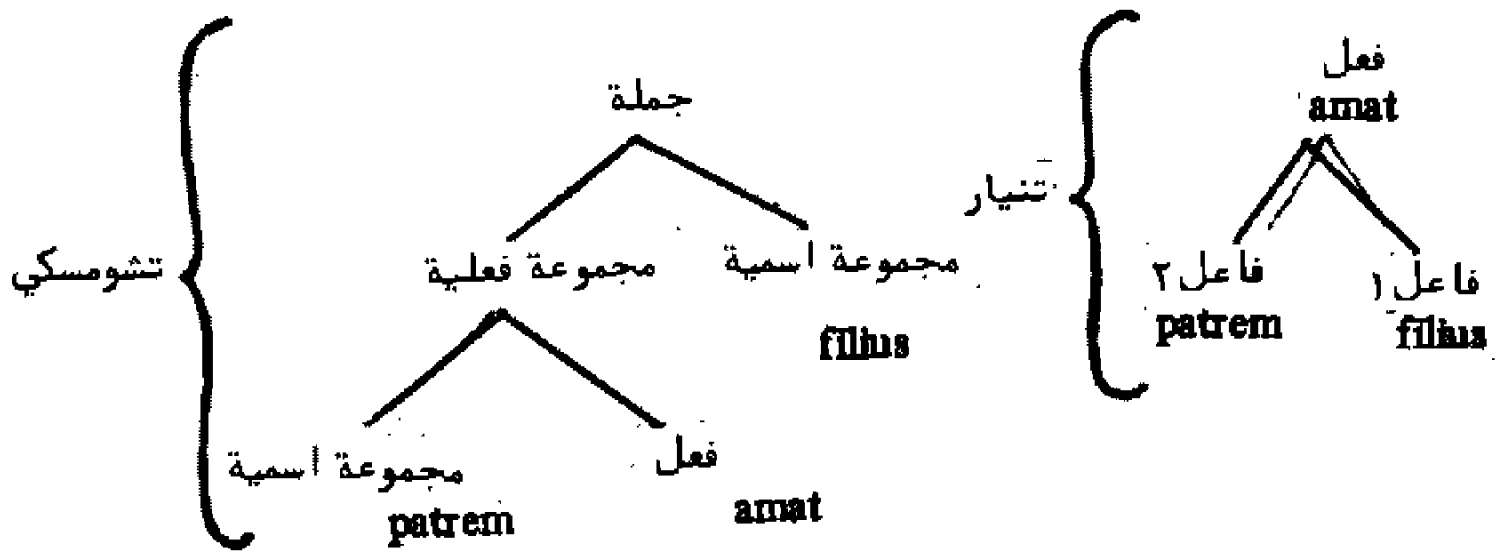 تنيار
فعل
amat
فاعل ١ فاعل ٢
filius patrem
تشومسكي
جملة
مجموعة اسمية مجموعة فعلية
filius
فعل مجموعة اسمية
amat patrem